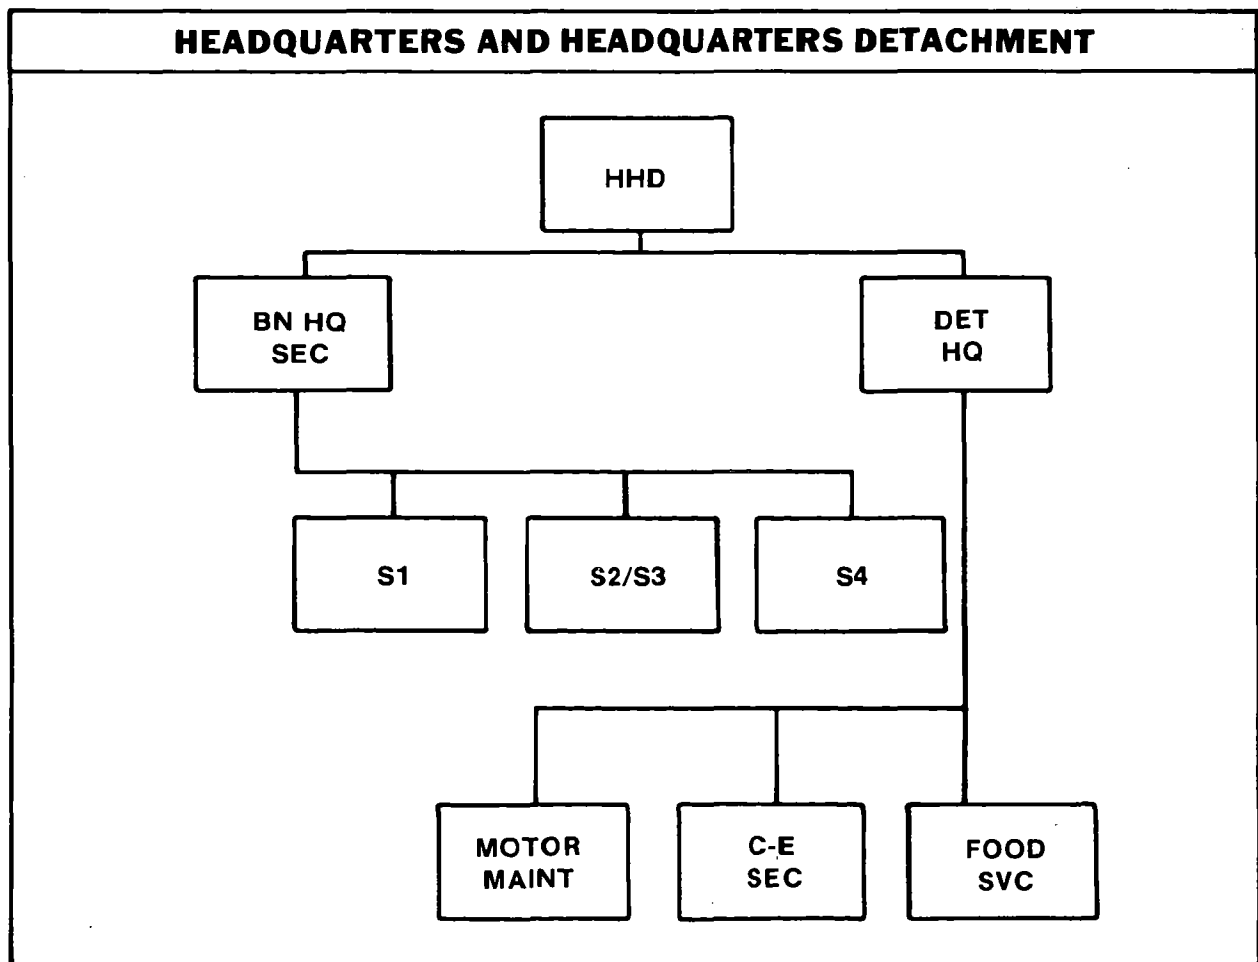 HEADQUARTERS AND HEADQUARTERS DETACHMENT
HHD
BN HQ
SEC
DET
HQ
S1
S2/S3
S4
MOTOR
MAINT
C-E
SEC
FOOD
SVC